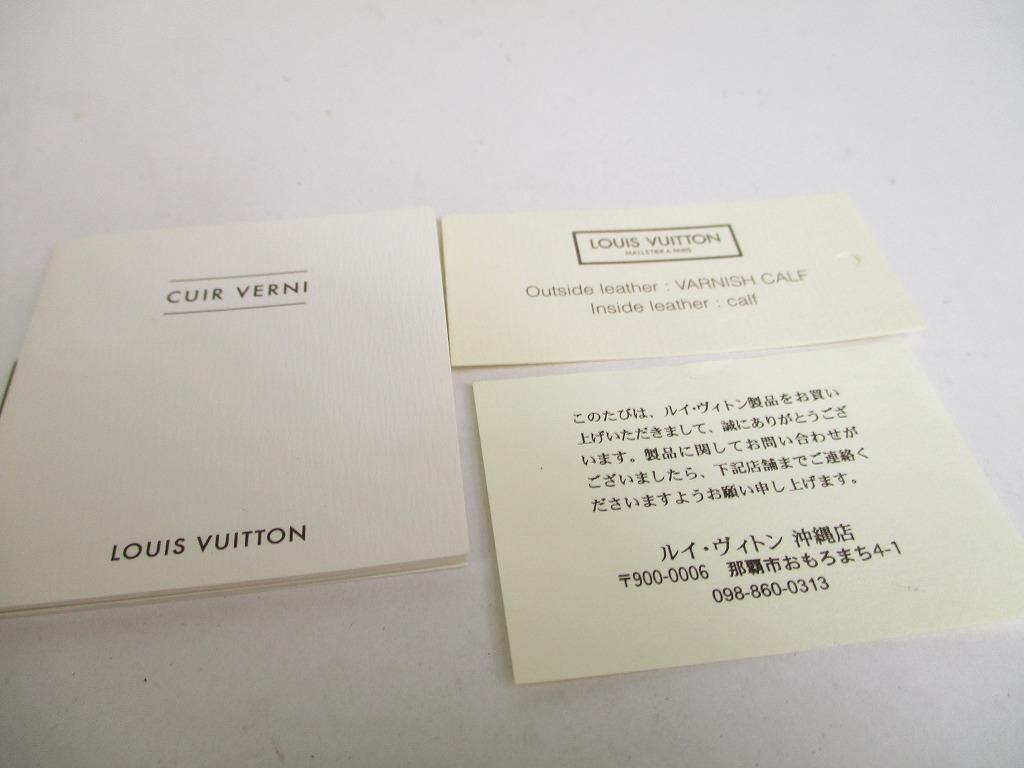 CUIR VERNI
LOUIS VUITTON
LOUIS VUITTON
MALLETIER A PARIS
Outside leather : VARNISH CALF
Inside leather : calf
このたびは、ルイ・ヴィトン製品をお買い
上げいただきまして、誠にありがとうござ
います。製品に関してお問い合わせが
ございましたら、下記店舗までご連絡く
ださいますようお願い申し上げます。
ルイ・ヴィトン 沖縄店
〒900-0006 那覇市おもろまち4-1
098-860-0313